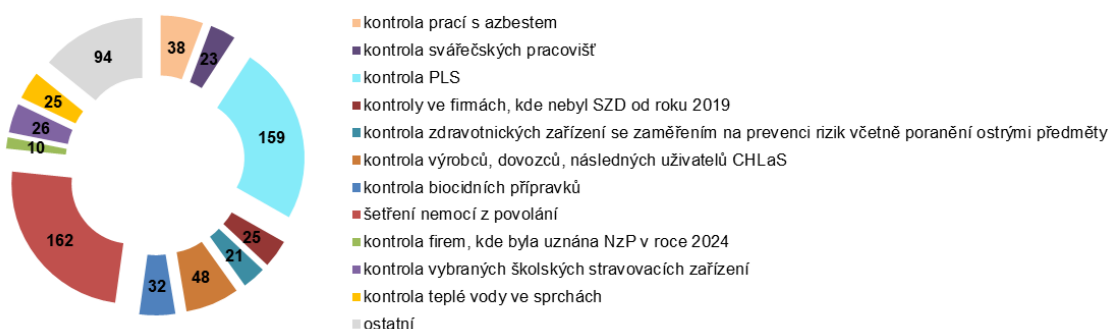 38
23
159
25
21
48
32
162
10
26
25
94
kontrola prací s azbestem
kontrola svářečských pracovišť
kontrola PLS
kontroly ve firmách, kde nebyl SZD od roku 2019
kontrola zdravotnických zařízení se zaměřením na prevenci rizik včetně poranění ostrými předměty
kontrola výrobců, dovozců, následných uživatelů CHLaS
kontrola biocidních přípravků
šetření nemocí z povolání
kontrola firem, kde byla uznána NzP v roce 2024
kontrola vybraných školských stravovacích zařízení
kontrola teplé vody ve sprchách
ostatní